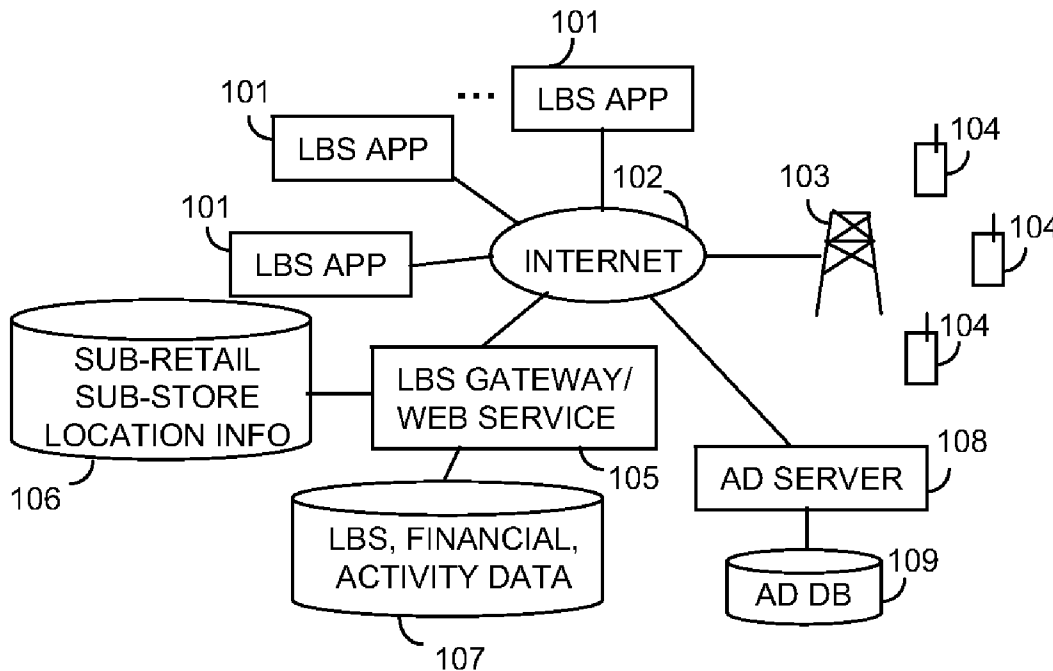 101
LBS APP
...
101
LBS APP
101
LBS APP
102
INTERNET
103
104
104
104
SUB-RETAIL
SUB-STORE
LOCATION INFO
106
LBS GATEWAY/
WEB SERVICE
105
LBS, FINANCIAL,
ACTIVITY DATA
107
AD SERVER
108
AD DB
109